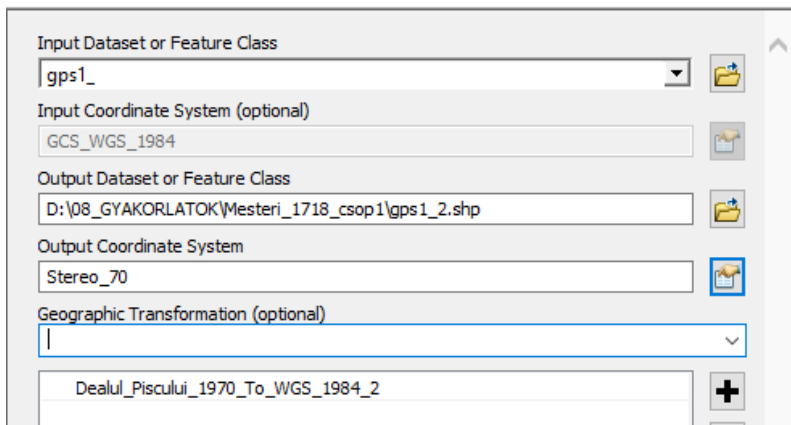 Input Dataset or Feature Class
gps1_
Input Coordinate System (optional)
GCS_WGS_1984
Output Dataset or Feature Class
D:\08_GYAKORLATOK\Mesteri_1718_csop1\gps1_2.shp
Output Coordinate System
Stereo_70
Geographic Transformation (optional)
Dealul_Piscului_1970_To_WGS_1984_2